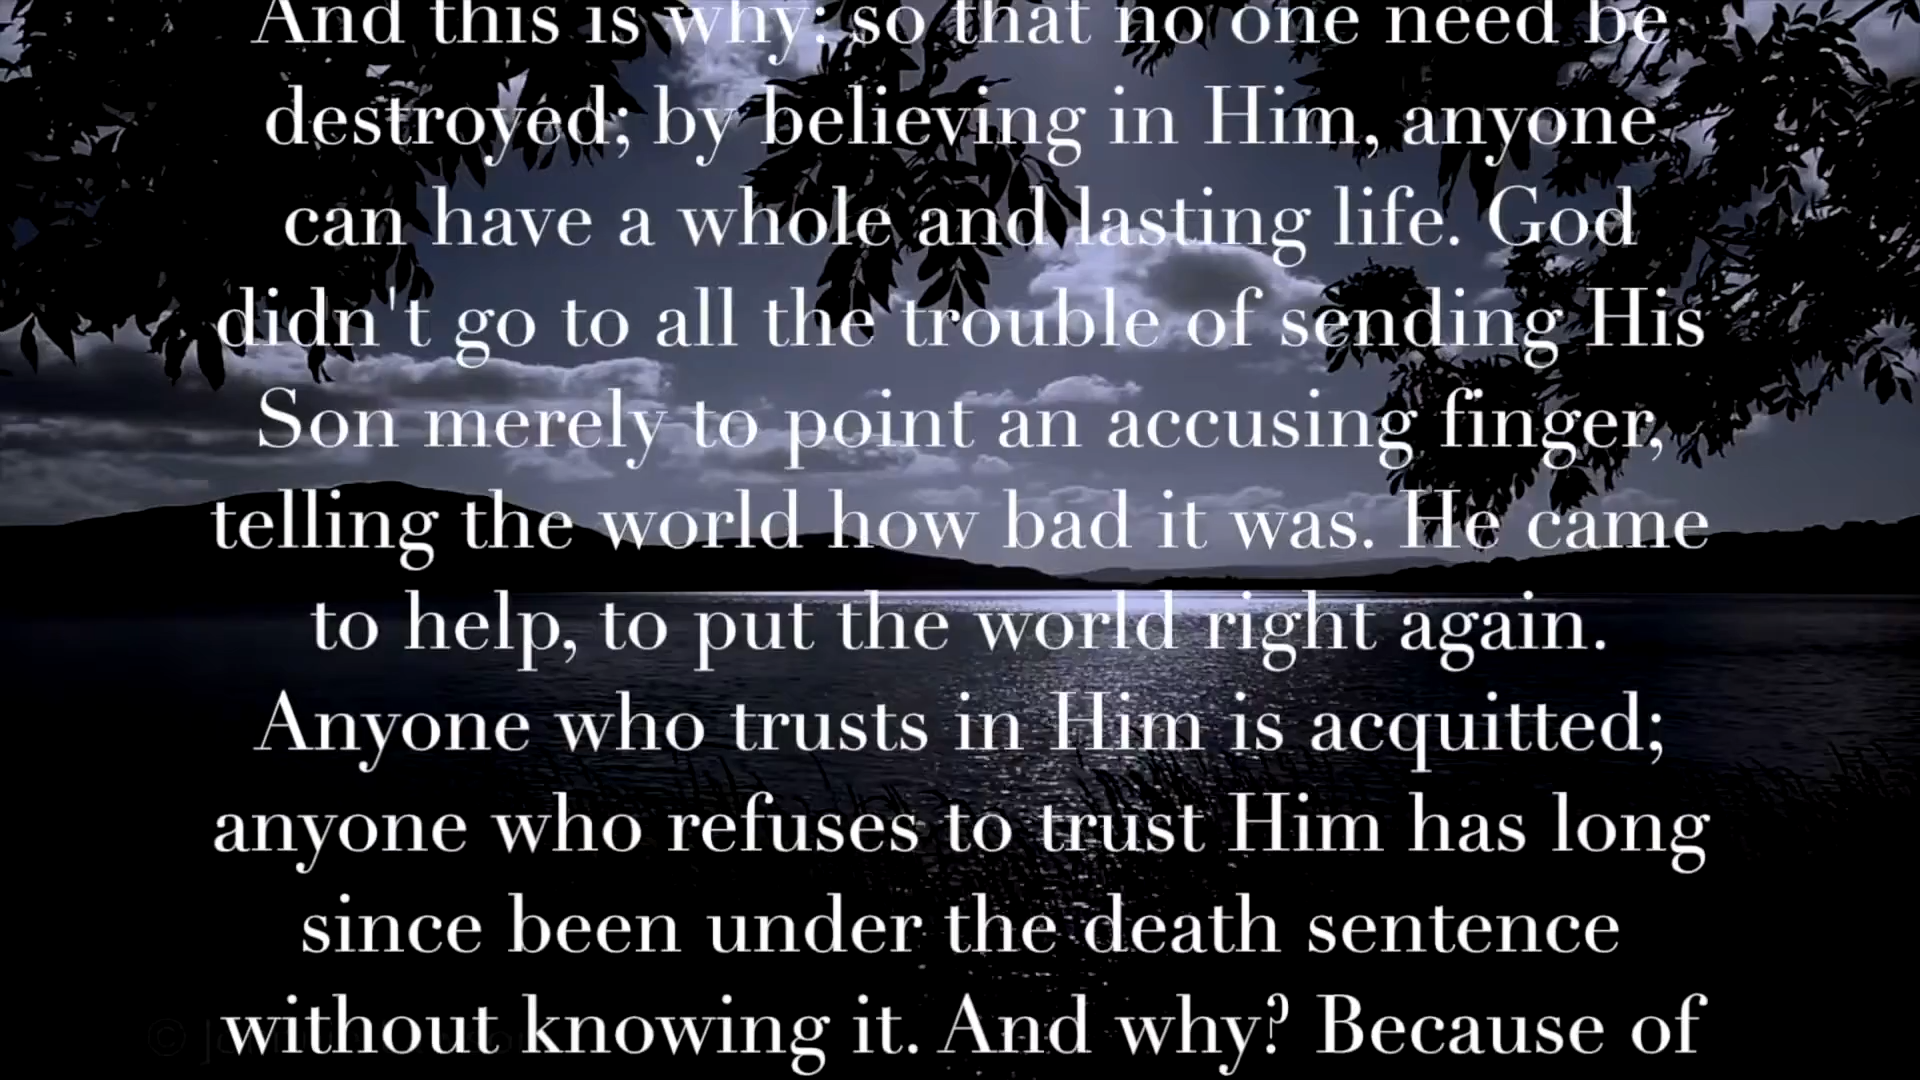 And this is why: so that no one need be
destroyed; by believing in Him, anyone
can have a whole and lasting life. God
didn't go to all the trouble of sending His
Son merely to point an accusing finger,
telling the world how bad it was. He came
to help, to put the world right again.
Anyone who trusts in Him is acquitted;
anyone who refuses to trust Him has long
since been under the death sentence
without knowing it. And why? Because of